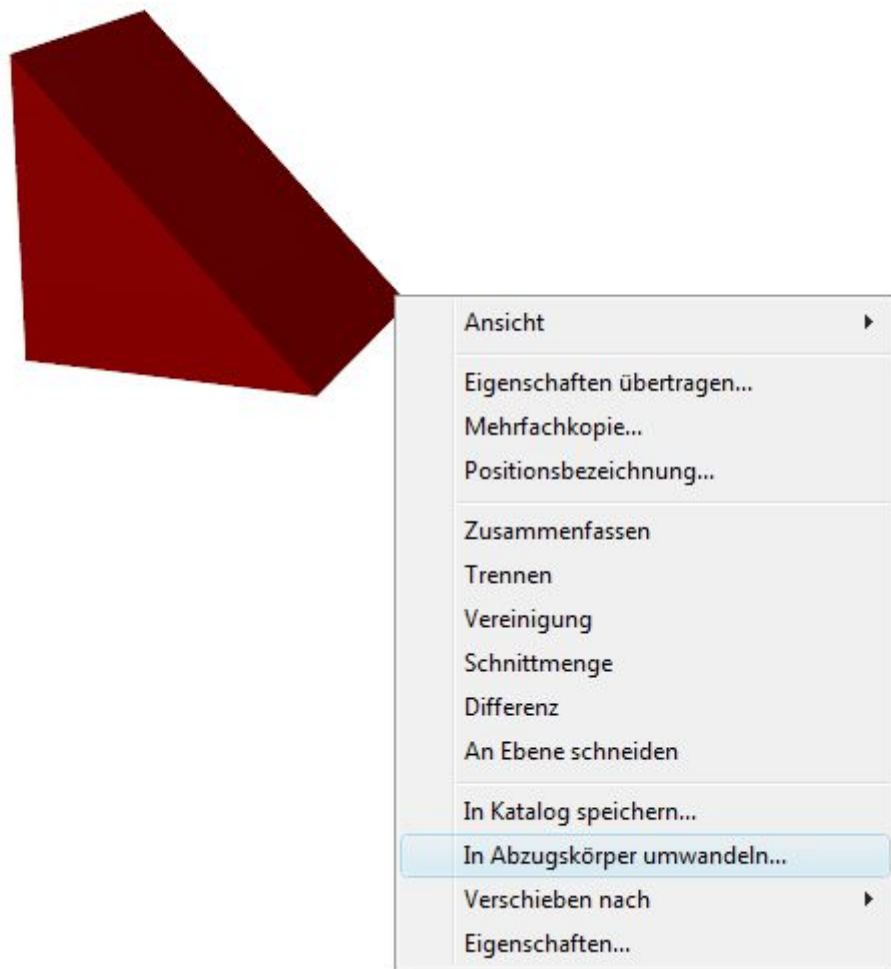 Ansicht
Eigenschaften übertragen...
Mehrfachkopie...
Positionsbezeichnung...
Zusammenfassen
Trennen
Vereinigung
Schnittmenge
Differenz
An Ebene schneiden
In Katalog speichern...
In Abzugskörper umwandeln...
Verschieben nach
Eigenschaften...